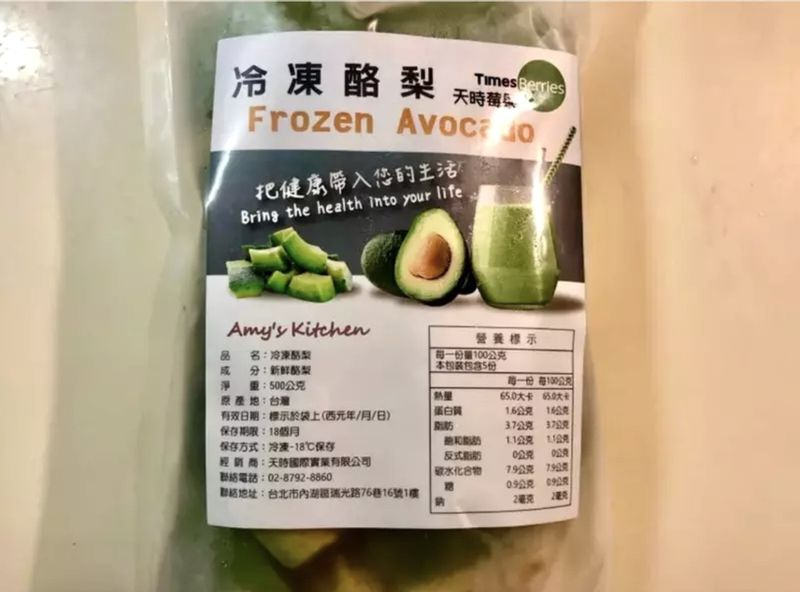 冷凍酪梨
Times Berries
天時莓果
Frozen Avocado
把健康帶入您的生活
Bring the health into your life
Amy's Kitchen
品 名：冷凍酪梨
成 分：新鮮酪梨
淨 重：500公克
原產地：台灣
有效日期：標示於袋上(西元年/月/日)
保存期限：18個月
保存方式：冷凍-18℃保存
經銷商：天時國際實業有限公司
聯絡電話：02-8792-8860
聯絡地址：台北市內湖區瑞光路76巷16號1樓
營養標示
每一份量100公克
本包裝包含5份
每一份 每100公克
熱量 65.0大卡 65.0大卡
蛋白質 1.6公克 1.6公克
脂肪 3.7公克 3.7公克
飽和脂肪 1.1公克 1.1公克
反式脂肪 0公克 0公克
碳水化合物 7.9公克 7.9公克
糖 0.9公克 0.9公克
鈉 2毫克 2毫克